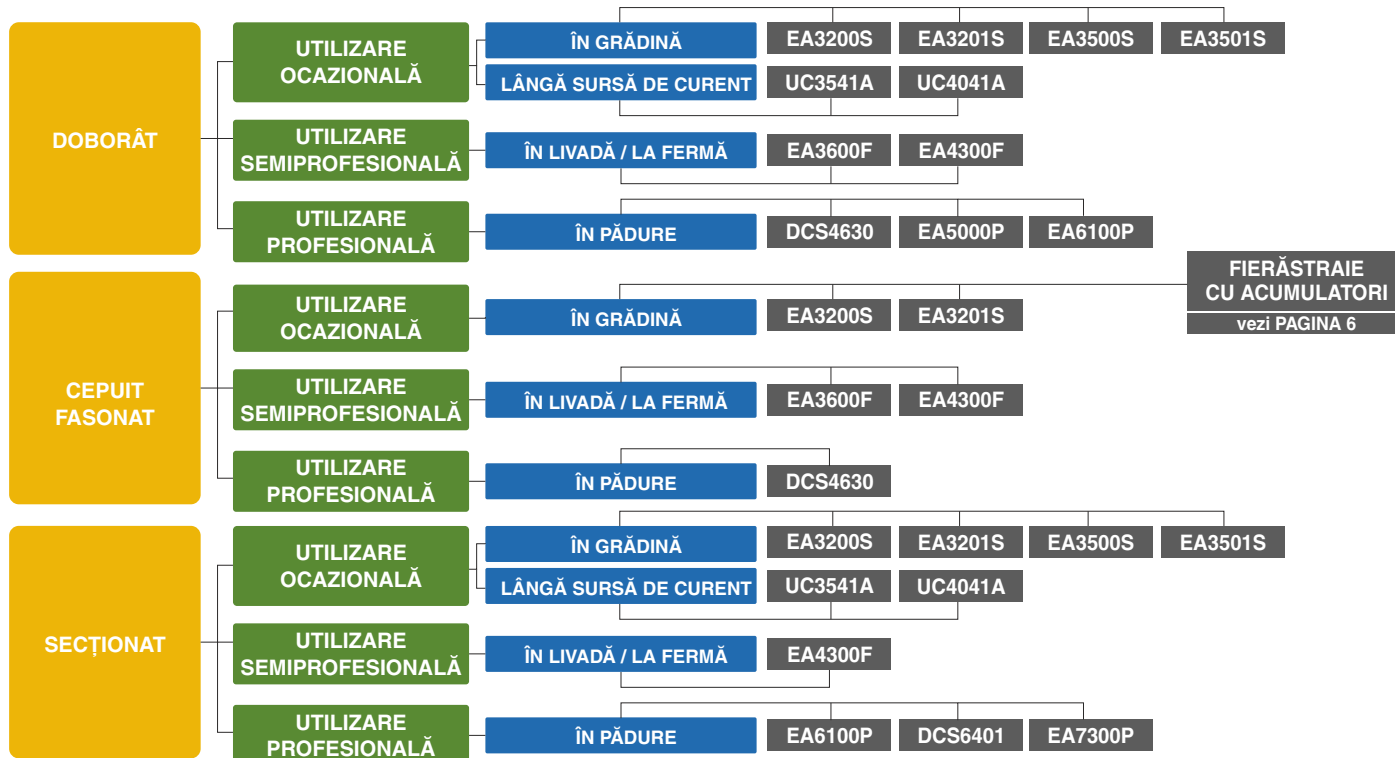 DOBORÂT
UTILIZARE
OCAZIONALĂ
ÎN GRĂDINĂ
EA3200S
EA3201S
EA3500S
EA3501S
LÂNGĂ SURSĂ DE CURENT
UC3541A
UC4041A
UTILIZARE
SEMIPROFESIONALĂ
ÎN LIVADĂ / LA FERMĂ
EA3600F
EA4300F
UTILIZARE
PROFESIONALĂ
ÎN PĂDURE
DCS4630
EA5000P
EA6100P
CEPUIT
FASONAT
UTILIZARE
OCAZIONALĂ
ÎN GRĂDINĂ
EA3200S
EA3201S
FIERĂSTRAIE
CU ACUMULATORI
vezi PAGINA 6
UTILIZARE
SEMIPROFESIONALĂ
ÎN LIVADĂ / LA FERMĂ
EA3600F
EA4300F
UTILIZARE
PROFESIONALĂ
ÎN PĂDURE
DCS4630
SECȚIONAT
UTILIZARE
OCAZIONALĂ
ÎN GRĂDINĂ
EA3200S
EA3201S
EA3500S
EA3501S
LÂNGĂ SURSĂ DE CURENT
UC3541A
UC4041A
UTILIZARE
SEMIPROFESIONALĂ
ÎN LIVADĂ / LA FERMĂ
EA4300F
UTILIZARE
PROFESIONALĂ
ÎN PĂDURE
EA6100P
DCS6401
EA7300P